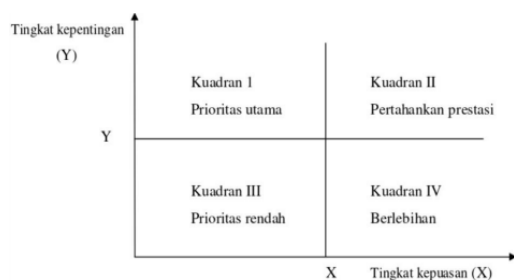 Tingkat kepentingan
(Y)
Kuadran 1
Prioritas utama
Kuadran II
Pertahankan prestasi
Y
Kuadran III
Prioritas rendah
Kuadran IV
Berlebihan
X
Tingkat kepuasan (X)